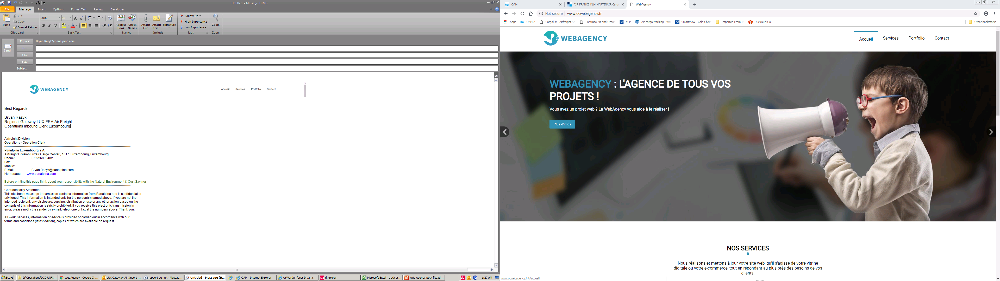 Untitled - Message (HTML)
File Message Insert Options Format Text Review Developer
Paste
Cut
Copy
Format Painter
Clipboard
Arial 10
B I U
Basic Text
Address Book
Check Names
Names
Attach File
Attach Item
Signature
Include
Follow Up
High Importance
Low Importance
Tags
Zoom
Zoom
Send
From Bryan.Razyk@panalpina.com
To...
Cc...
Bcc...
Subject:
WEBAGENCY Accueil Services Portfolio Contact
Best Regards
Bryan Razyk
Regional Gateway LUX-FRA Air Freight
Operations Inbound Clerk Luxembourg
Airfreight Division
Operations - Operation Clerk
Panalpina Luxembourg S.A.
Airfreight Division Luxair Cargo Center , 1017 Luxembourg, Luxembourg
Phone: +35226935402
Fax:
Mobile:
E-Mail: Bryan.Razyk@panalpina.com
Homepage: www.panalpina.com
Before printing this page think about your responsibility with the Natural Environment & Cost Savings
Confidentiality Statement:
This electronic message transmission contains information from Panalpina and is confidential or
privileged. This information is intended only for the person(s) named above. If you are not the
intended recipient, any disclosure, copying, distribution or use or any other action based on the
contents of this information is strictly prohibited. If you receive this electronic transmission in
error, please notify the sender by e-mail, telephone or fax at the numbers above. Thank you.
All work, services, information or advice is provided or carried out in accordance with our
terms and conditions (latest edition), copies of which are available on request.
Start S:\Operations\DGD UNFI... WebAgency - Google Ch... LUX Gateway Air Import ... rapport de nuit - Messag... Untitled - Message (H... OAM - Internet Explorer AirWarder (User bryan.r... d.xplorer Microsoft Excel - truck pr... Web Agency.pptx [Read... 1:27 AM
OAM AIR FRANCE KLM MARTINAIR Carg WebAgency
Not secure www.ocwebagency.fr
Apps OAM 2 Cargolux - Airfreight Se Pantrace Air and Ocear XCP Air cargo tracking - tra SmartView - Cold Chai Imported From IE DuckDuckGo Other bookmarks
WEBAGENCY Accueil Services Portfolio Contact
WEBAGENCY : L'AGENCE DE TOUS VOS
PROJETS !
Vous avez un projet web ? La WebAgency vous aide à le réaliser !
Plus d'infos
NOS SERVICES
Nous réalisons et mettons à jour votre site web, qu'il s'agisse de votre vitrine
digitale ou votre e-commerce, tout en répondant au plus près des besoins de vos
clients.
www.ocwebagency.fr/#accueil